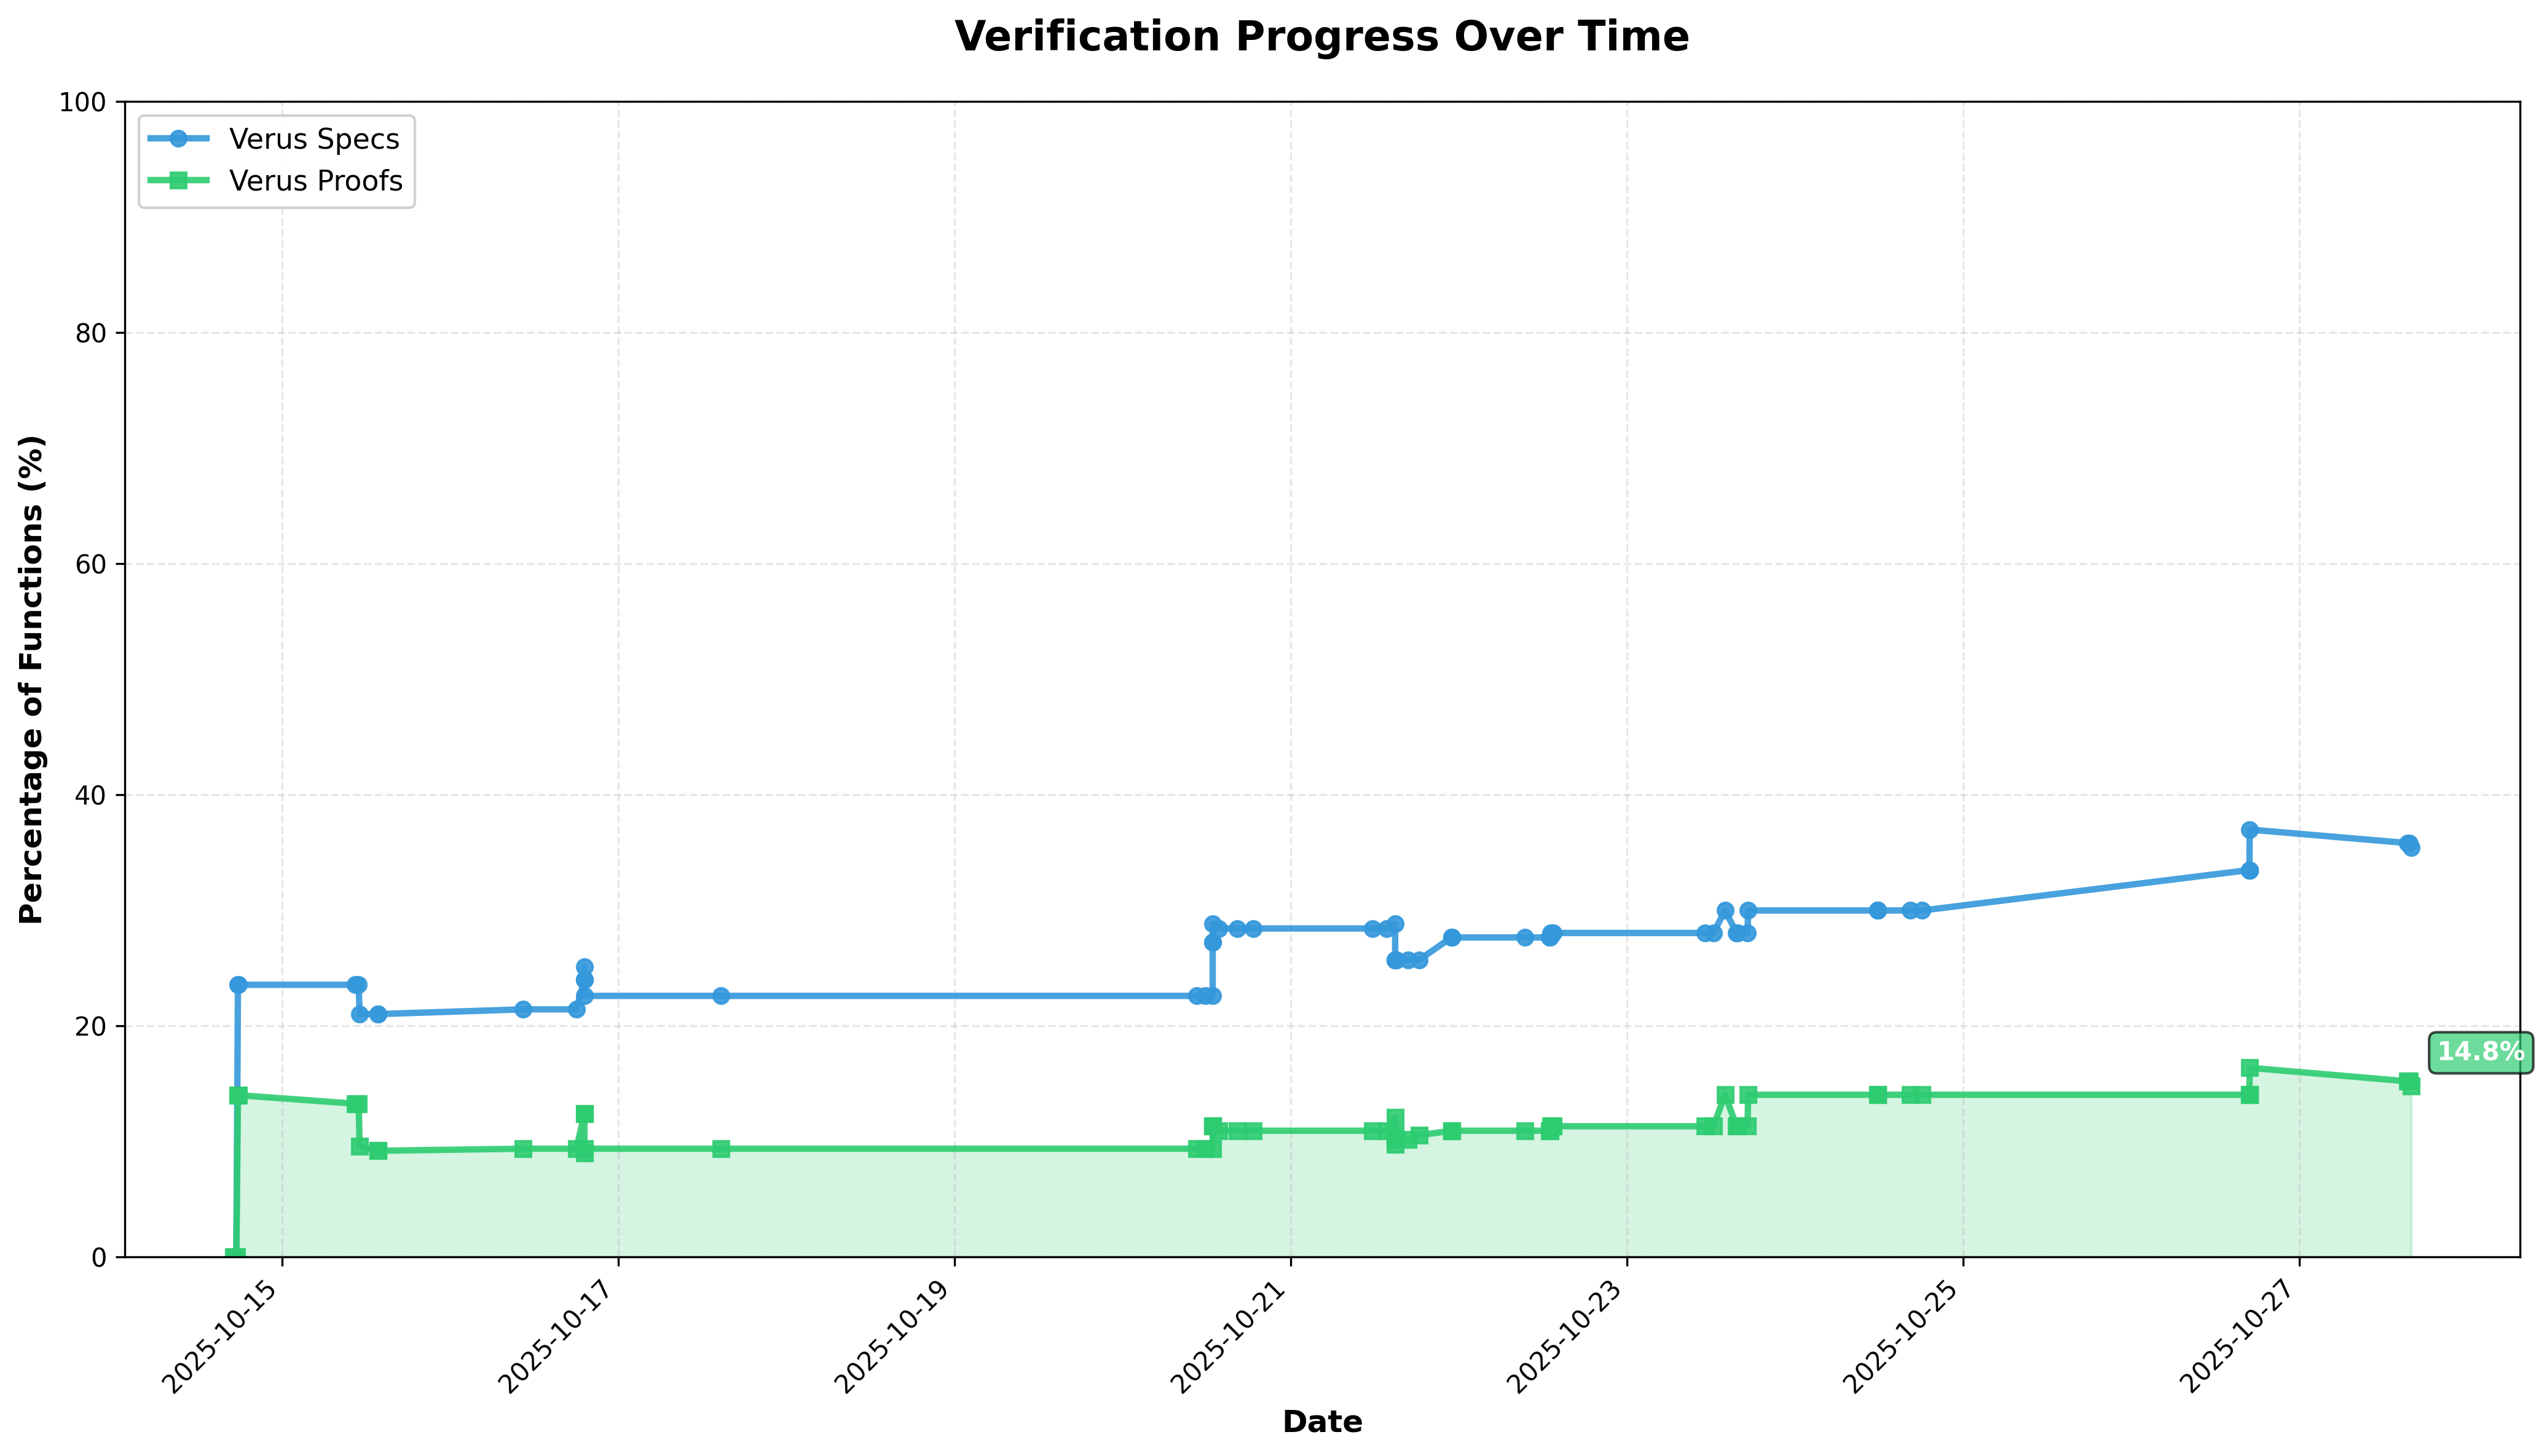 Verification Progress Over Time
Percentage of Functions (%)
100
80
60
40
20
0
Verus Specs
Verus Proofs
14.8%
2025-10-15
2025-10-17
2025-10-19
2025-10-21
2025-10-23
2025-10-25
2025-10-27
Date